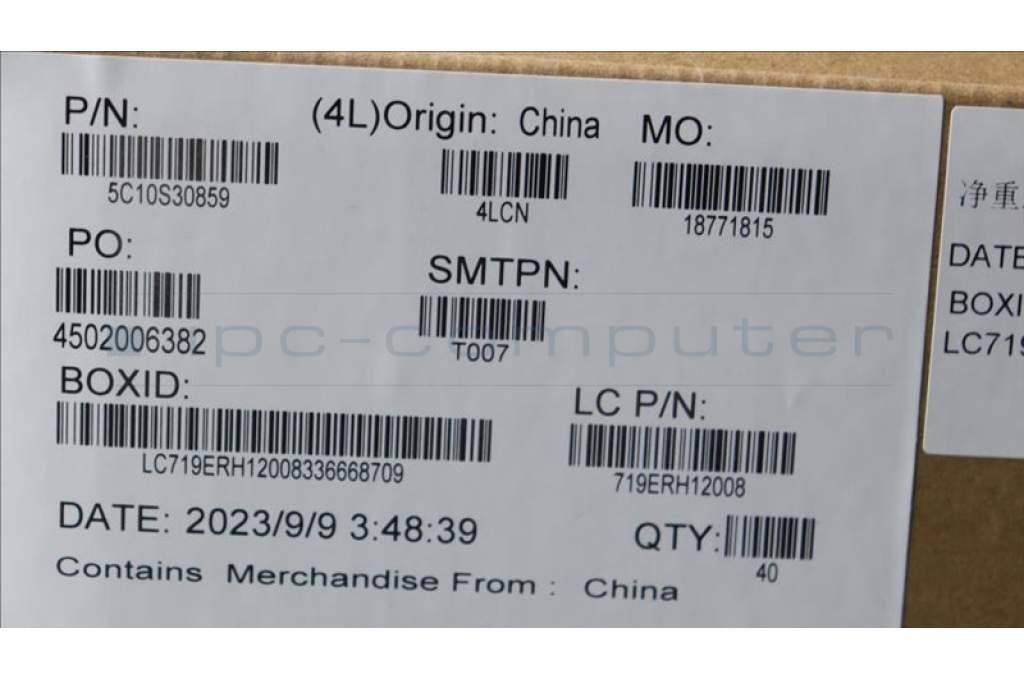 P/N:
5C10S30859
(4L)Origin: China
4LCN
MO:
18771815
PO:
4502006382
SMTPN:
T007
BOXID:
LC719ERH12008336668709
LC P/N:
719ERH12008
DATE: 2023/9/9 3:48:39
QTY:
40
Contains Merchandise From : China
净重
DATE
BOXI
LC719
pc-computer